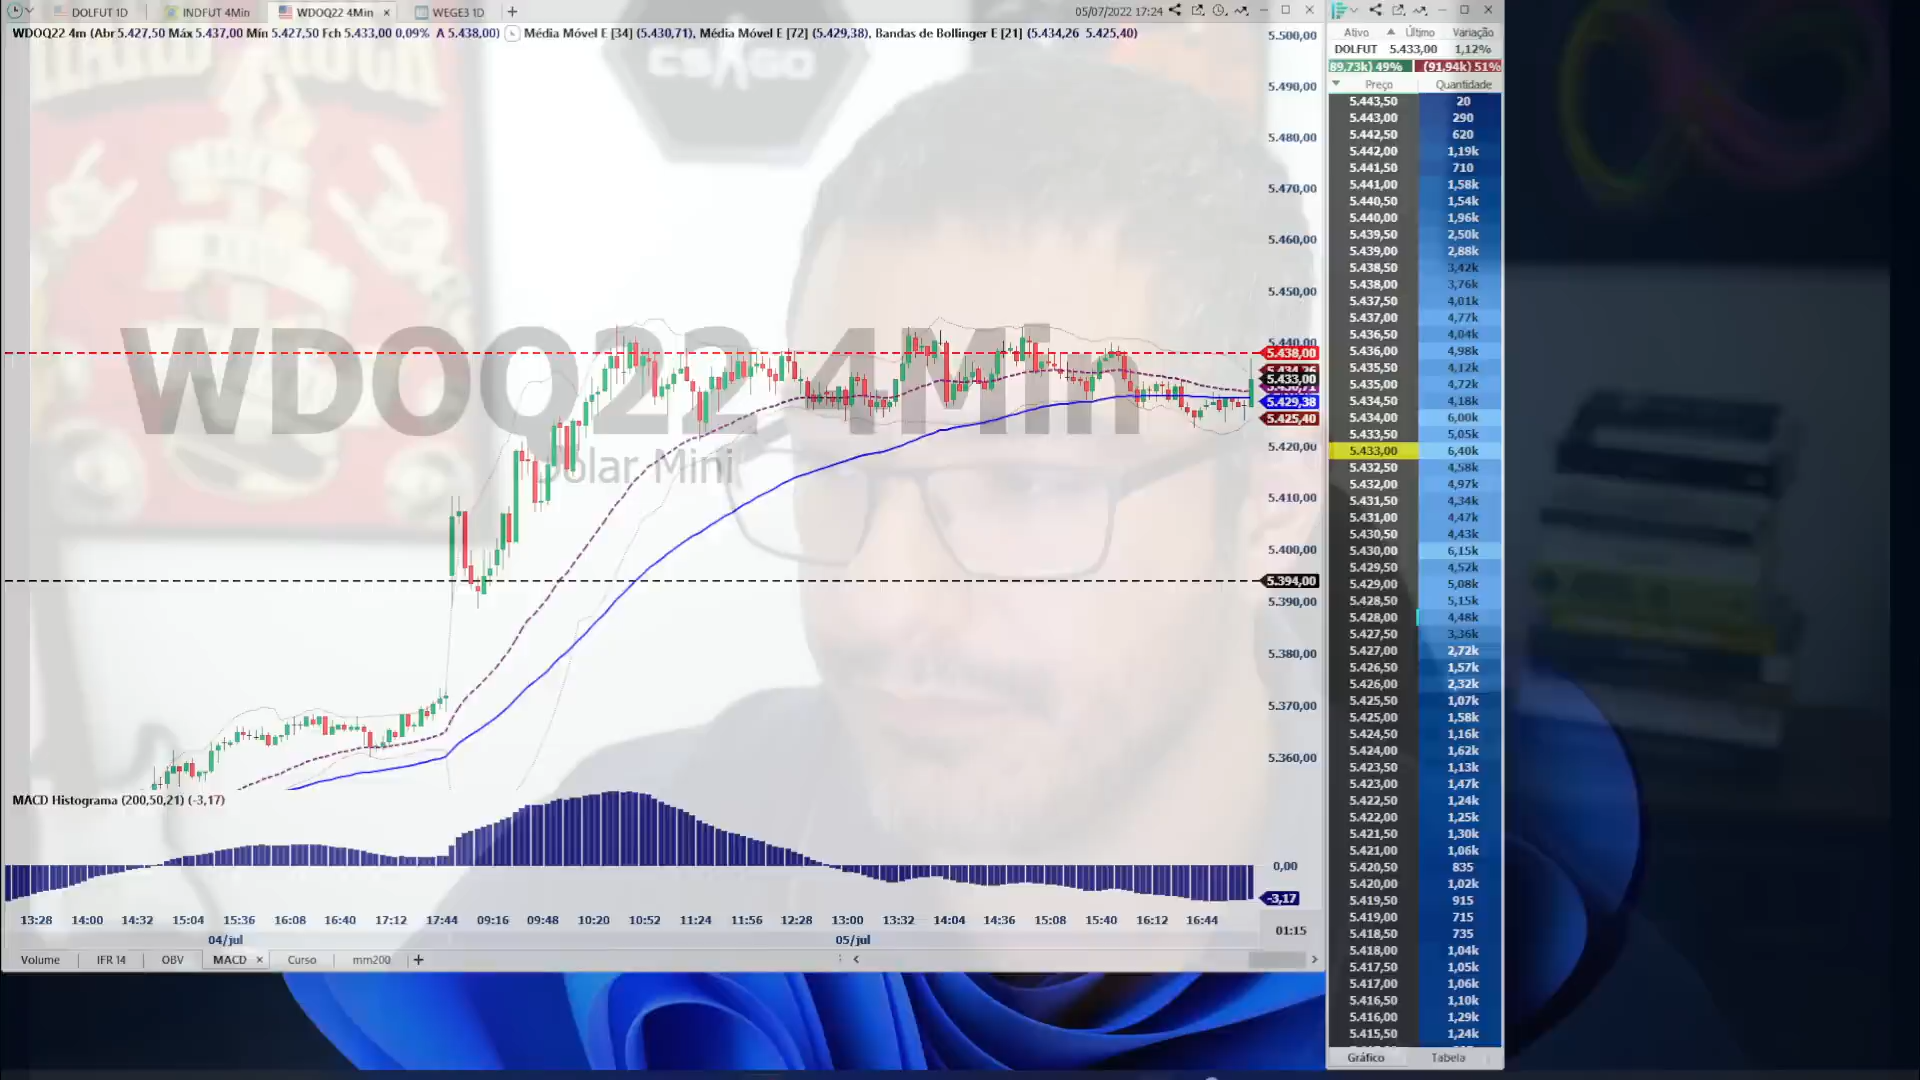 DOLFUT 1D
INDFUT 4Min
WDOQ22 4Min ×
WEGE3 1D
+
05/07/2022 17:24
WDOQ22 4m (Abr 5.427,50 Máx 5.437,00 Mín 5.427,50 Fch 5.433,00 0,09% A 5.438,00) Média Móvel E [34] (5.430,71), Média Móvel E [72] (5.429,38), Bandas de Bollinger E [21] (5.434,26 5.425,40)
CS GO
WDOQ22 4Min
Dolar Mini
5.500,00
5.490,00
5.480,00
5.470,00
5.460,00
5.450,00
5.440,00
5.438,00
5.434,26
5.433,00
5.430,71
5.429,38
5.425,40
5.420,00
5.410,00
5.400,00
5.394,00
5.390,00
5.380,00
5.370,00
5.360,00
MACD Histograma (200,50,21) (-3,17)
0,00
-3,17
13:28 14:00 14:32 15:04 15:36 16:08 16:40 17:12 17:44 09:16 09:48 10:20 10:52 11:24 11:56 12:28 13:00 13:32 14:04 14:36 15:08 15:40 16:12 16:44
04/jul 05/jul
01:15
Volume IFR 14 OBV MACD × Curso mm200 +
Ativo Último Variação
DOLFUT 5.433,00 1,12%
89,73k) 49% (91,94k) 51%
Preço Quantidade
5.443,50 20
5.443,00 290
5.442,50 620
5.442,00 1,19k
5.441,50 710
5.441,00 1,58k
5.440,50 1,54k
5.440,00 1,96k
5.439,50 2,50k
5.439,00 2,88k
5.438,50 3,42k
5.438,00 3,76k
5.437,50 4,01k
5.437,00 4,77k
5.436,50 4,04k
5.436,00 4,98k
5.435,50 4,12k
5.435,00 4,72k
5.434,50 4,18k
5.434,00 6,00k
5.433,50 5,05k
5.433,00 6,40k
5.432,50 4,58k
5.432,00 4,97k
5.431,50 4,34k
5.431,00 4,47k
5.430,50 4,43k
5.430,00 6,15k
5.429,50 4,52k
5.429,00 5,08k
5.428,50 5,15k
5.428,00 4,48k
5.427,50 3,36k
5.427,00 2,72k
5.426,50 1,57k
5.426,00 2,32k
5.425,50 1,07k
5.425,00 1,58k
5.424,50 1,16k
5.424,00 1,62k
5.423,50 1,13k
5.423,00 1,47k
5.422,50 1,24k
5.422,00 1,25k
5.421,50 1,30k
5.421,00 1,06k
5.420,50 835
5.420,00 1,02k
5.419,50 915
5.419,00 715
5.418,50 735
5.418,00 1,04k
5.417,50 1,05k
5.417,00 1,06k
5.416,50 1,10k
5.416,00 1,29k
5.415,50 1,24k
Gráfico Tabela